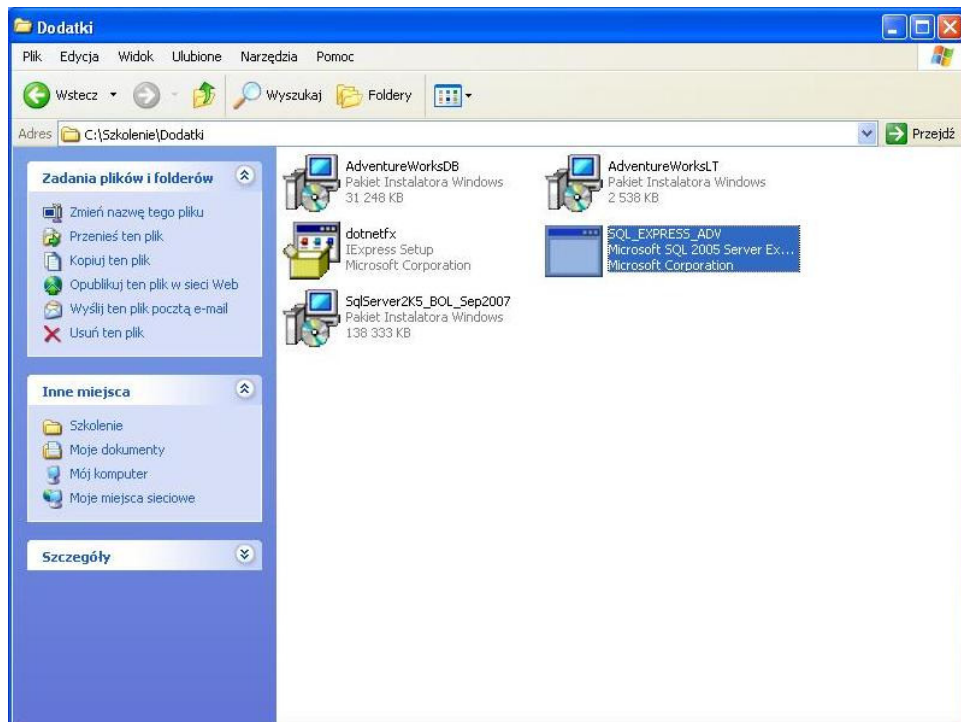 Dodatki
Plik Edycja Widok Ulubione Narzędzia Pomoc
Wstecz Wyszukaj Foldery
Adres C:\Szkolenie\Dodatki Przejdź
Zadania plików i folderów
Zmień nazwę tego pliku
Przenieś ten plik
Kopiuj ten plik
Opublikuj ten plik w sieci Web
Wyślij ten plik pocztą e-mail
Usuń ten plik
Inne miejsca
Szkolenie
Moje dokumenty
Mój komputer
Moje miejsca sieciowe
Szczegóły
AdventureWorksDB
Pakiet Instalatora Windows
31 248 KB
AdventureWorksLT
Pakiet Instalatora Windows
2 538 KB
dotnetfx
IExpress Setup
Microsoft Corporation
SQL_EXPRESS_ADV
Microsoft SQL 2005 Server Ex...
Microsoft Corporation
SqlServer2K5_BOL_Sep2007
Pakiet Instalatora Windows
138 333 KB